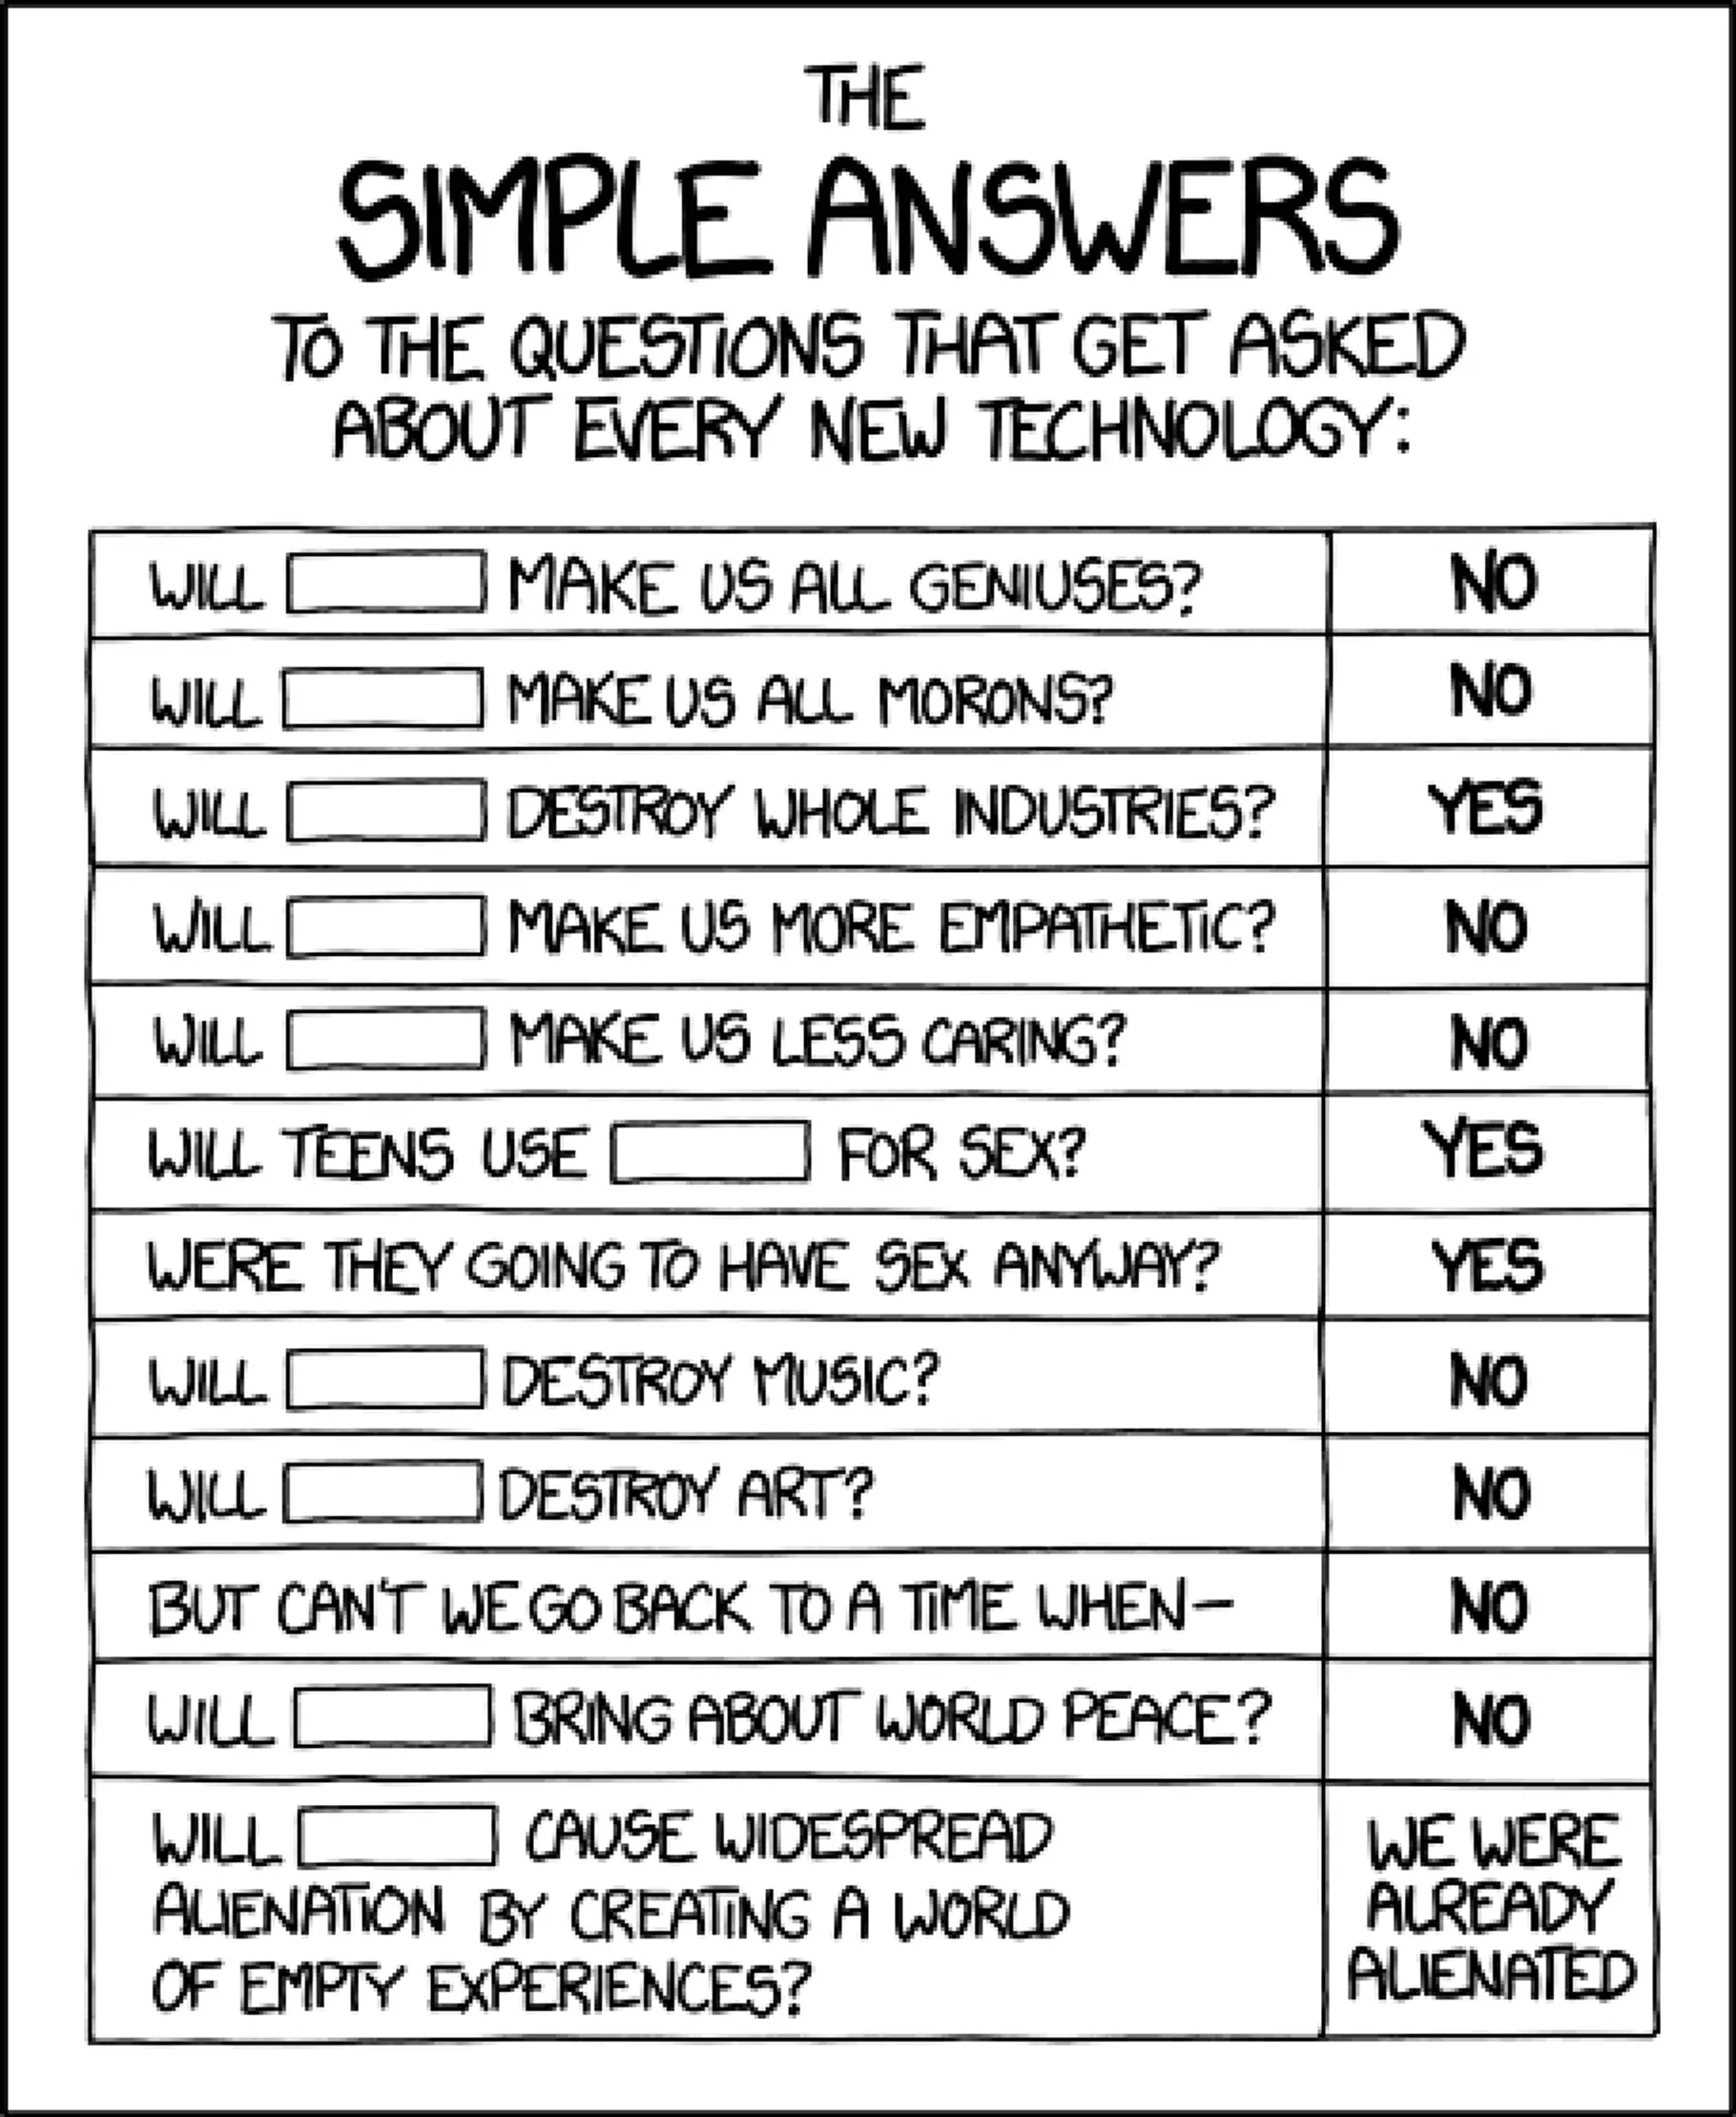 THE
SIMPLE ANSWERS
TO THE QUESTIONS THAT GET ASKED
ABOUT EVERY NEW TECHNOLOGY:
WILL MAKE US ALL GENIUSES? NO
WILL MAKE US ALL MORONS? NO
WILL DESTROY WHOLE INDUSTRIES? YES
WILL MAKE US MORE EMPATHETIC? NO
WILL MAKE US LESS CARING? NO
WILL TEENS USE FOR SEX? YES
WERE THEY GOING TO HAVE SEX ANYWAY? YES
WILL DESTROY MUSIC? NO
WILL DESTROY ART? NO
BUT CAN'T WE GO BACK TO A TIME WHEN— NO
WILL BRING ABOUT WORLD PEACE? NO
WILL CAUSE WIDESPREAD
ALIENATION BY CREATING A WORLD
OF EMPTY EXPERIENCES?
WE WERE
ALREADY
ALIENATED